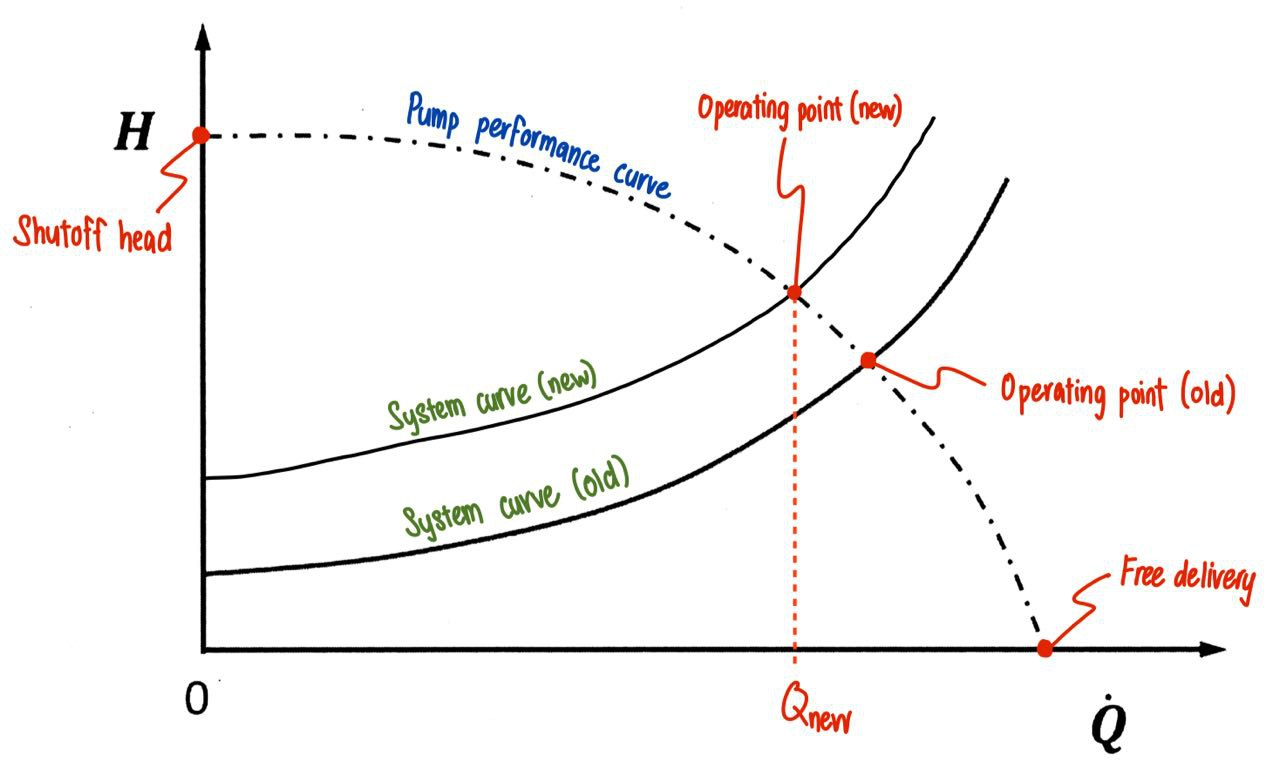 Pump performance curve
Operating point (new)
H
Shutoff head
System curve (new)
Operating point (old)
System curve (old)
Free delivery
0
Qnew
Q̇